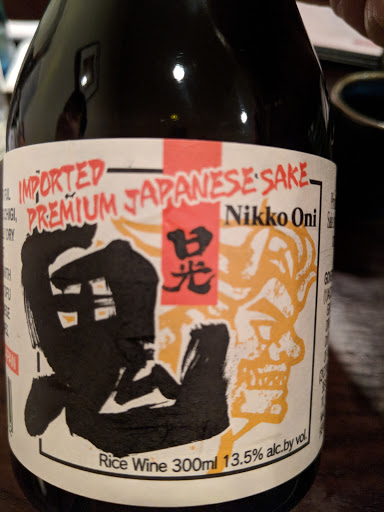 IMPORTED
PREMIUM JAPANESE SAKE
Nikko Oni
日光
鬼
Rice Wine 300ml 13.5% alc.by vol.